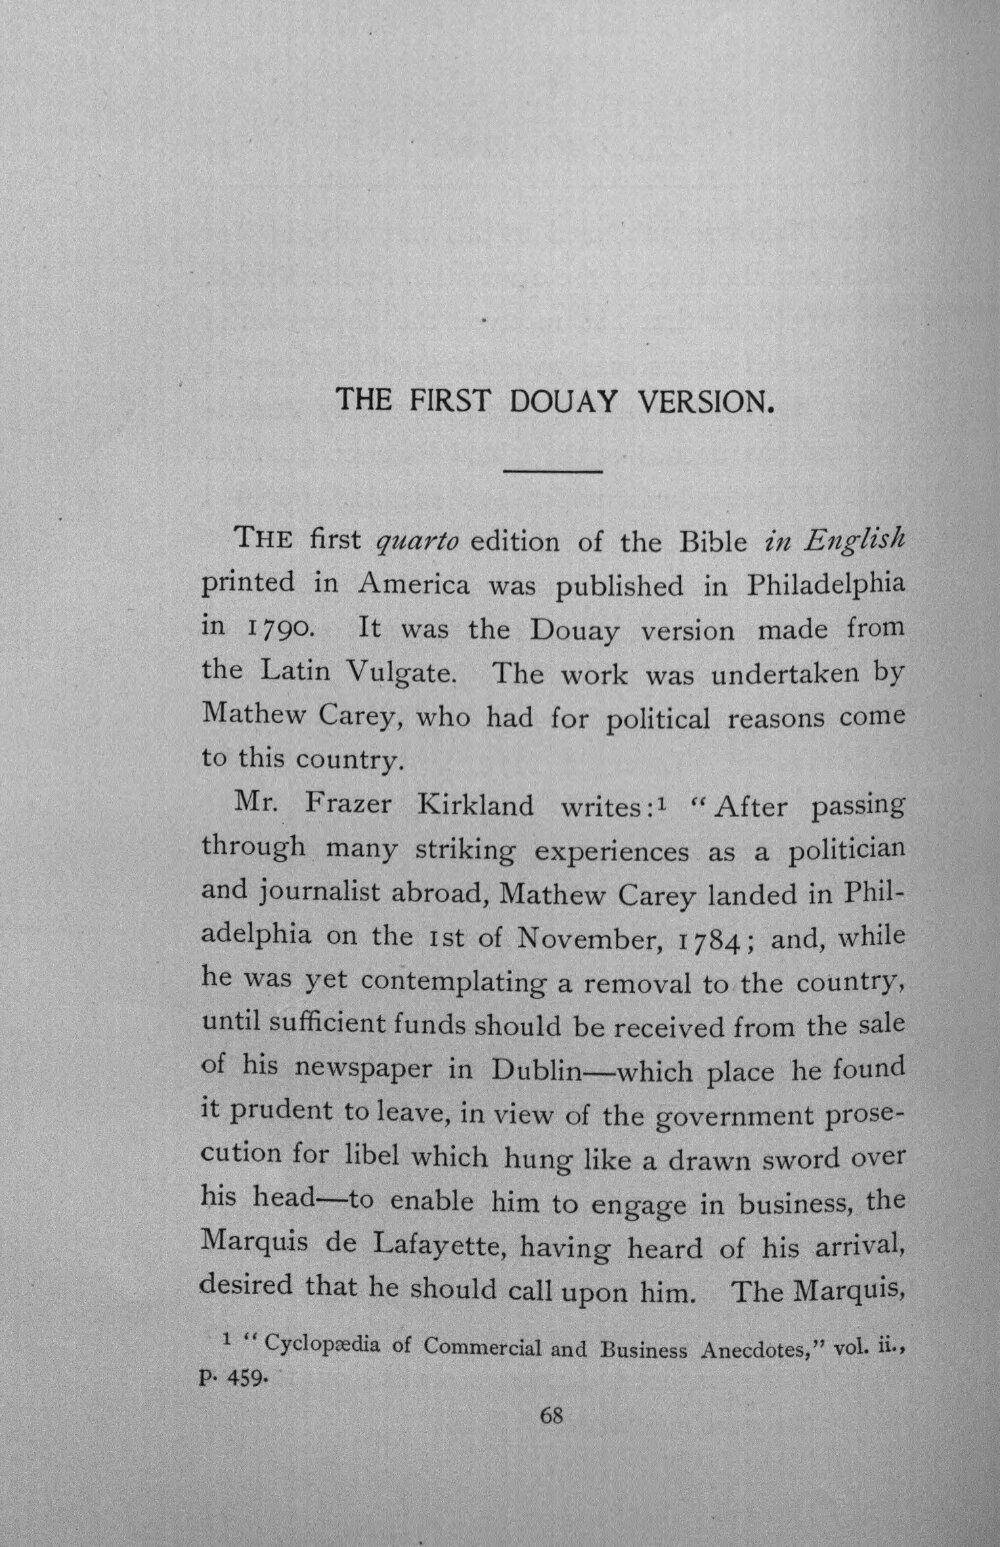 THE FIRST DOUAY VERSION.
THE first quarto edition of the Bible in English
printed in America was published in Philadelphia
in 1790. It was the Douay version made from
the Latin Vulgate. The work was undertaken by
Mathew Carey, who had for political reasons come
to this country.
Mr. Frazer Kirkland writes:¹ “After passing
through many striking experiences as a politician
and journalist abroad, Mathew Carey landed in Phil-
adelphia on the 1st of November, 1784; and, while
he was yet contemplating a removal to the country,
until sufficient funds should be received from the sale
of his newspaper in Dublin—which place he found
it prudent to leave, in view of the government prose-
cution for libel which hung like a drawn sword over
his head—to enable him to engage in business, the
Marquis de Lafayette, having heard of his arrival,
desired that he should call upon him. The Marquis,
¹ “Cyclopædia of Commercial and Business Anecdotes,” vol. ii.,
p. 459.
68